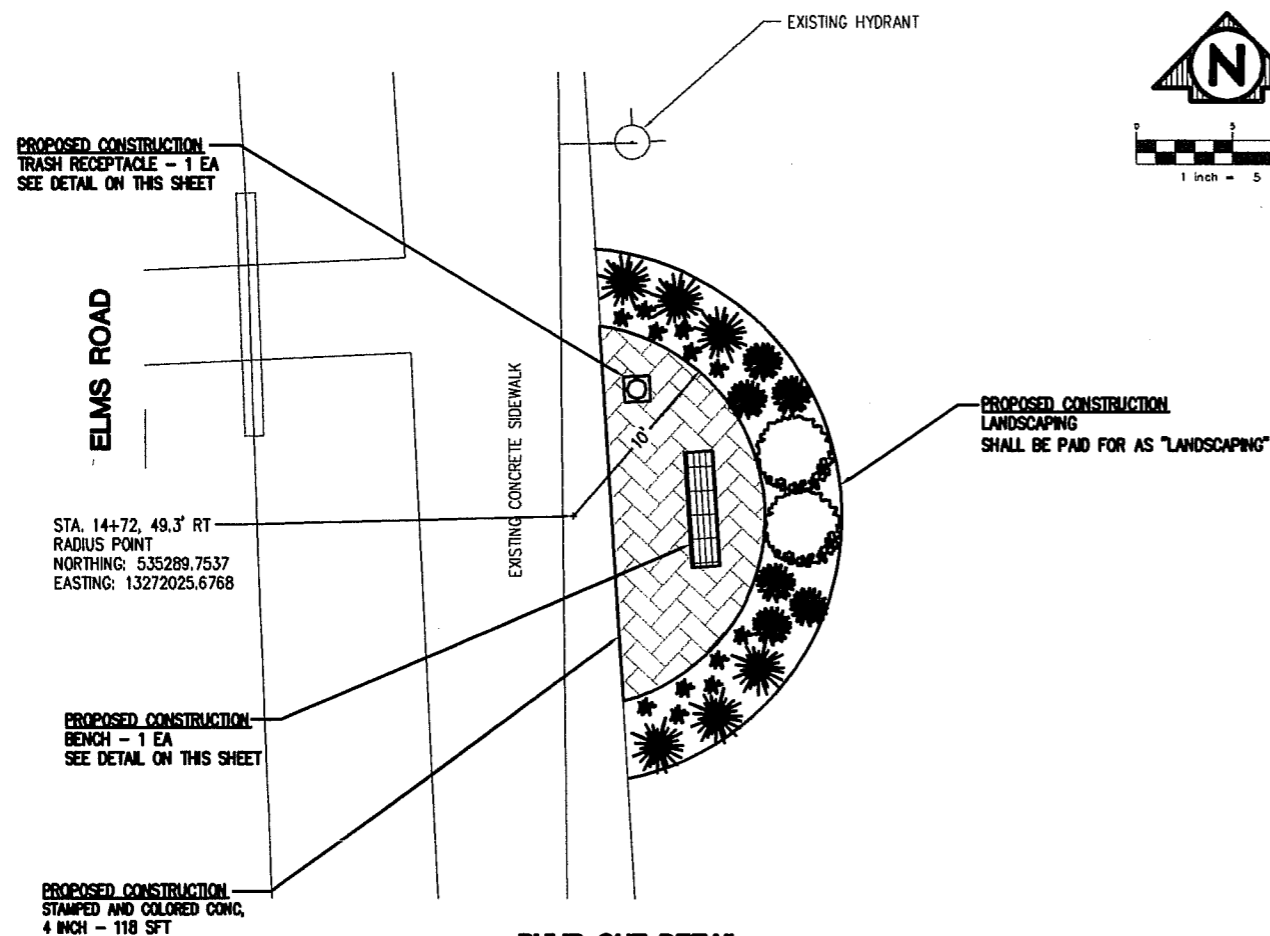 EXISTING HYDRANT
N
0 5
1 inch = 5
PROPOSED CONSTRUCTION
TRASH RECEPTACLE - 1 EA
SEE DETAIL ON THIS SHEET
ELMS ROAD
EXISTING CONCRETE SIDEWALK
10'
PROPOSED CONSTRUCTION
LANDSCAPING
SHALL BE PAID FOR AS "LANDSCAPING"
STA. 14+72, 49.3' RT
RADIUS POINT
NORTHING: 535289.7537
EASTING: 13272025.6768
PROPOSED CONSTRUCTION
BENCH - 1 EA
SEE DETAIL ON THIS SHEET
PROPOSED CONSTRUCTION
STAMPED AND COLORED CONC,
4 INCH - 118 SFT